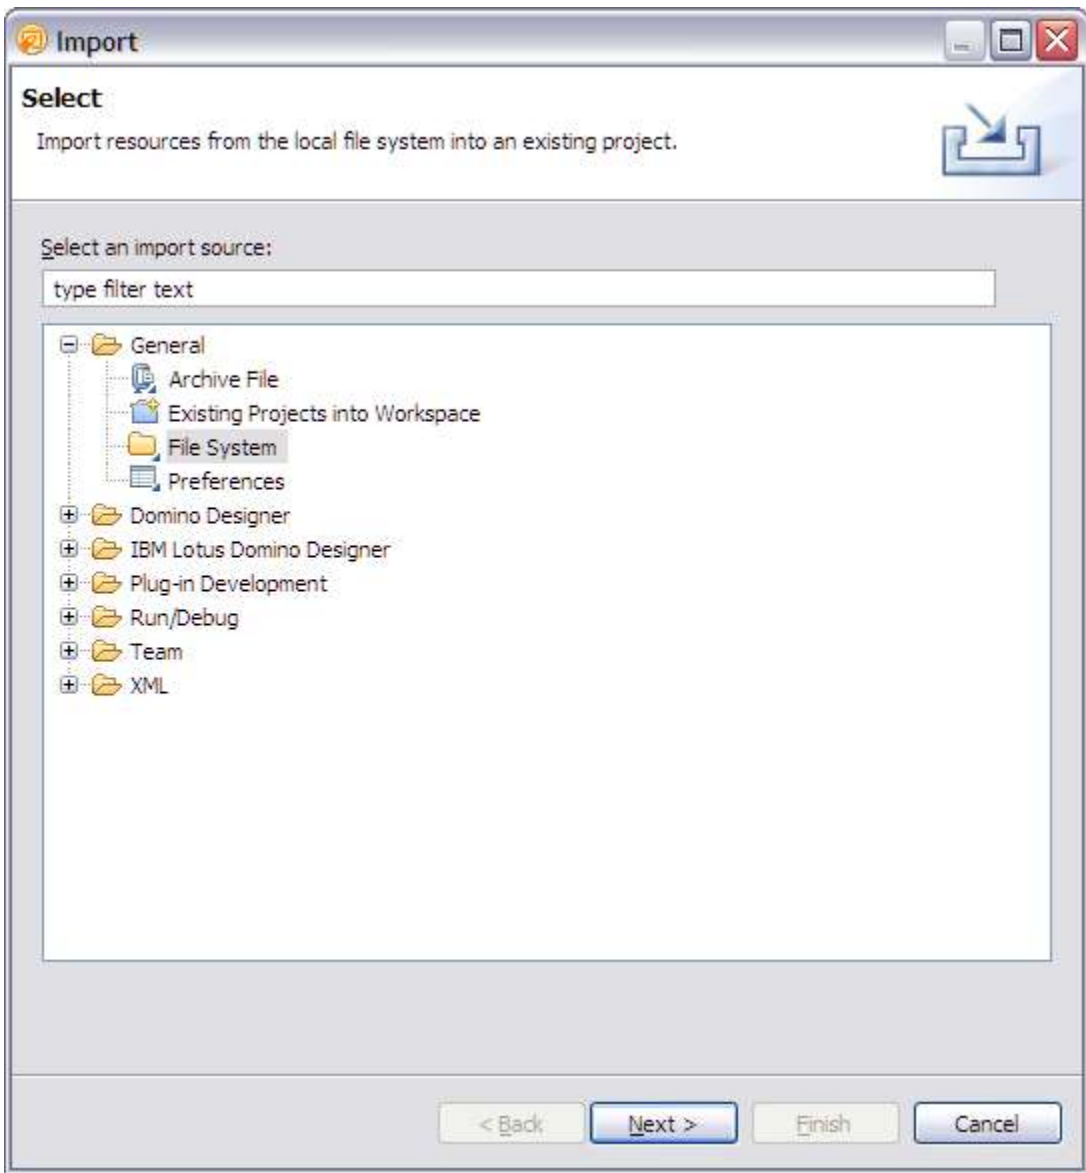 Import
Select
Import resources from the local file system into an existing project.
Select an import source:
type filter text
General
Archive File
Existing Projects into Workspace
File System
Preferences
Domino Designer
IBM Lotus Domino Designer
Plug-in Development
Run/Debug
Team
XML
< Back Next > Finish Cancel